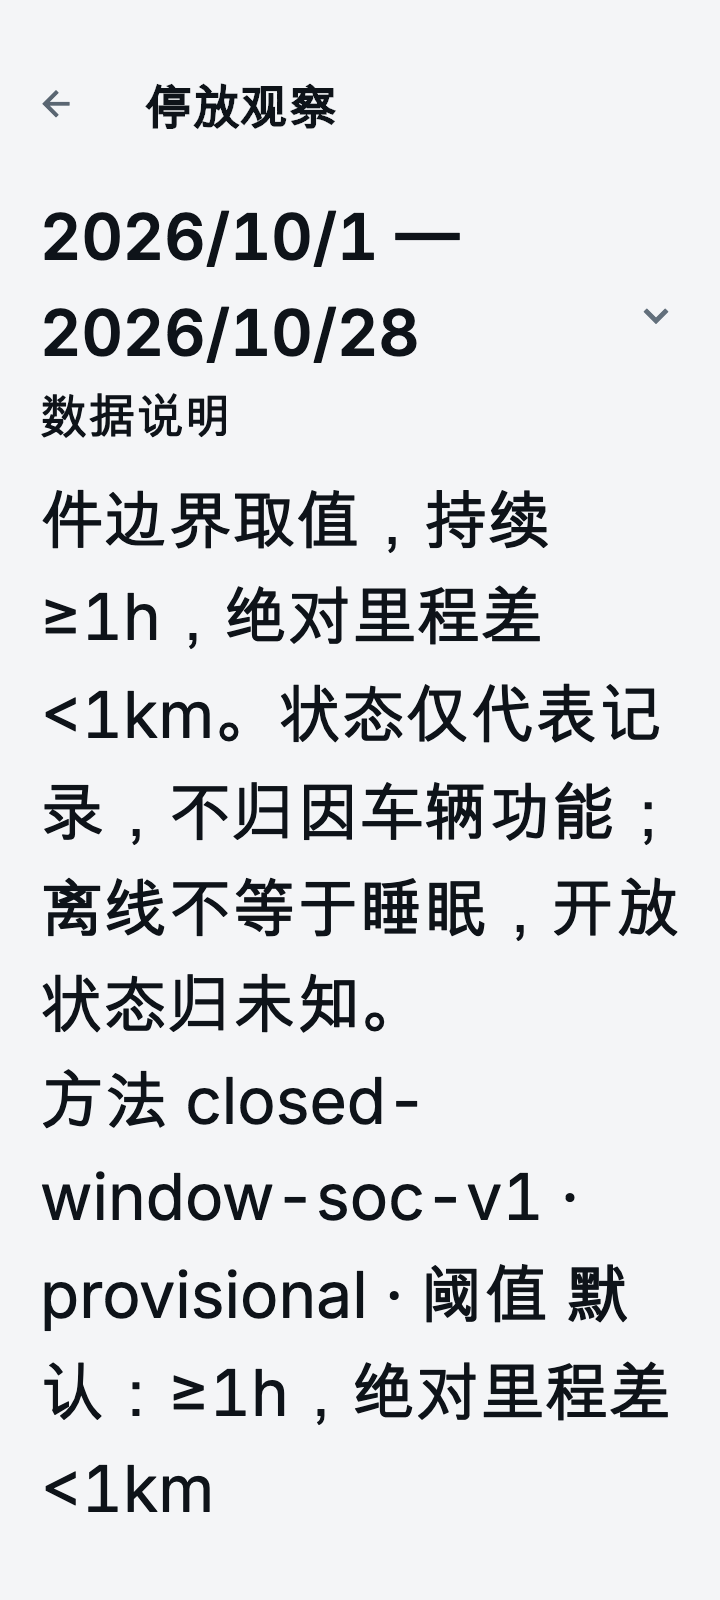 停放观察
2026/10/1 —
2026/10/28
数据说明
件边界取值，持续
≥1h，绝对里程差
<1km。状态仅代表记
录，不归因车辆功能；
离线不等于睡眠，开放
状态归未知。
方法 closed-
window-soc-v1 ·
provisional · 阈值 默
认：≥1h，绝对里程差
<1km